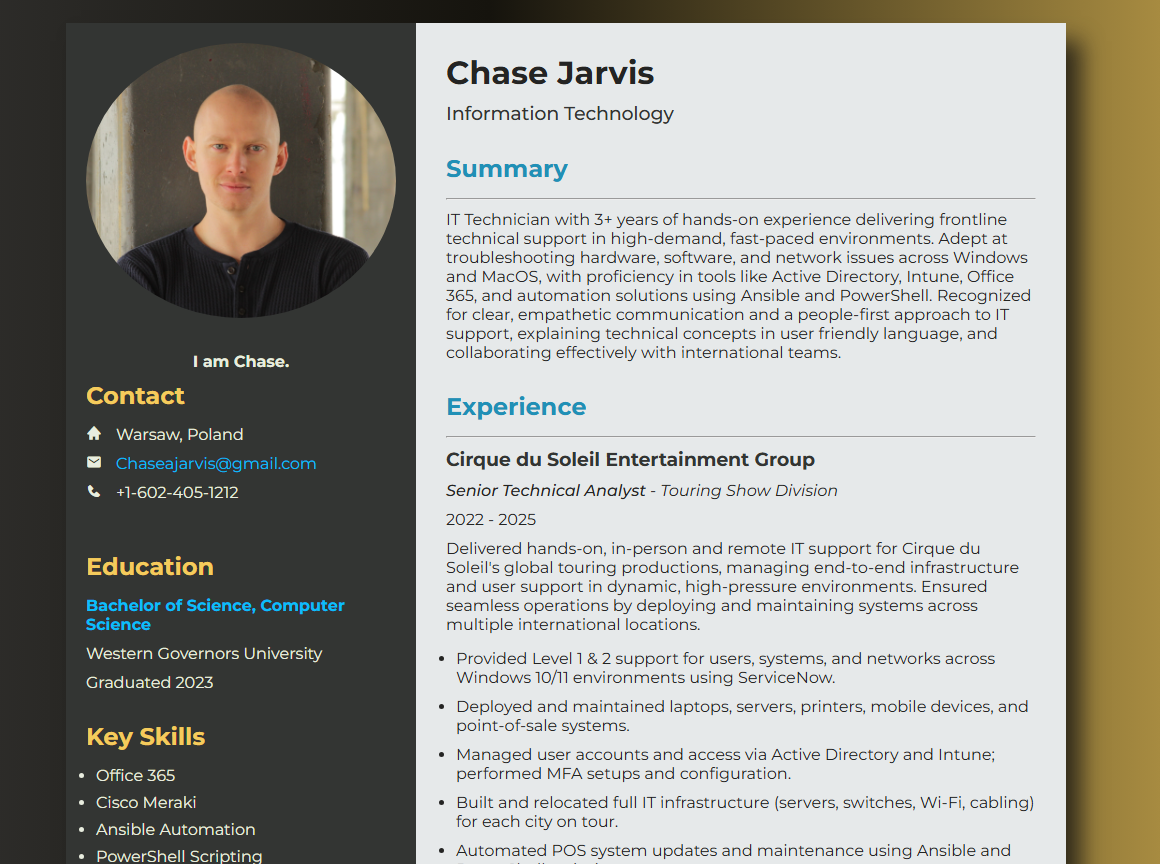 I am Chase.
Contact
Warsaw, Poland
Chaseajarvis@gmail.com
+1-602-405-1212
Education
Bachelor of Science, Computer
Science
Western Governors University
Graduated 2023
Key Skills
Office 365
Cisco Meraki
Ansible Automation
PowerShell Scripting
Chase Jarvis
Information Technology
Summary
IT Technician with 3+ years of hands-on experience delivering frontline
technical support in high-demand, fast-paced environments. Adept at
troubleshooting hardware, software, and network issues across Windows
and MacOS, with proficiency in tools like Active Directory, Intune, Office
365, and automation solutions using Ansible and PowerShell. Recognized
for clear, empathetic communication and a people-first approach to IT
support, explaining technical concepts in user friendly language, and
collaborating effectively with international teams.
Experience
Cirque du Soleil Entertainment Group
Senior Technical Analyst - Touring Show Division
2022 - 2025
Delivered hands-on, in-person and remote IT support for Cirque du
Soleil's global touring productions, managing end-to-end infrastructure
and user support in dynamic, high-pressure environments. Ensured
seamless operations by deploying and maintaining systems across
multiple international locations.
Provided Level 1 & 2 support for users, systems, and networks across
Windows 10/11 environments using ServiceNow.
Deployed and maintained laptops, servers, printers, mobile devices, and
point-of-sale systems.
Managed user accounts and access via Active Directory and Intune;
performed MFA setups and configuration.
Built and relocated full IT infrastructure (servers, switches, Wi-Fi, cabling)
for each city on tour.
Automated POS system updates and maintenance using Ansible and